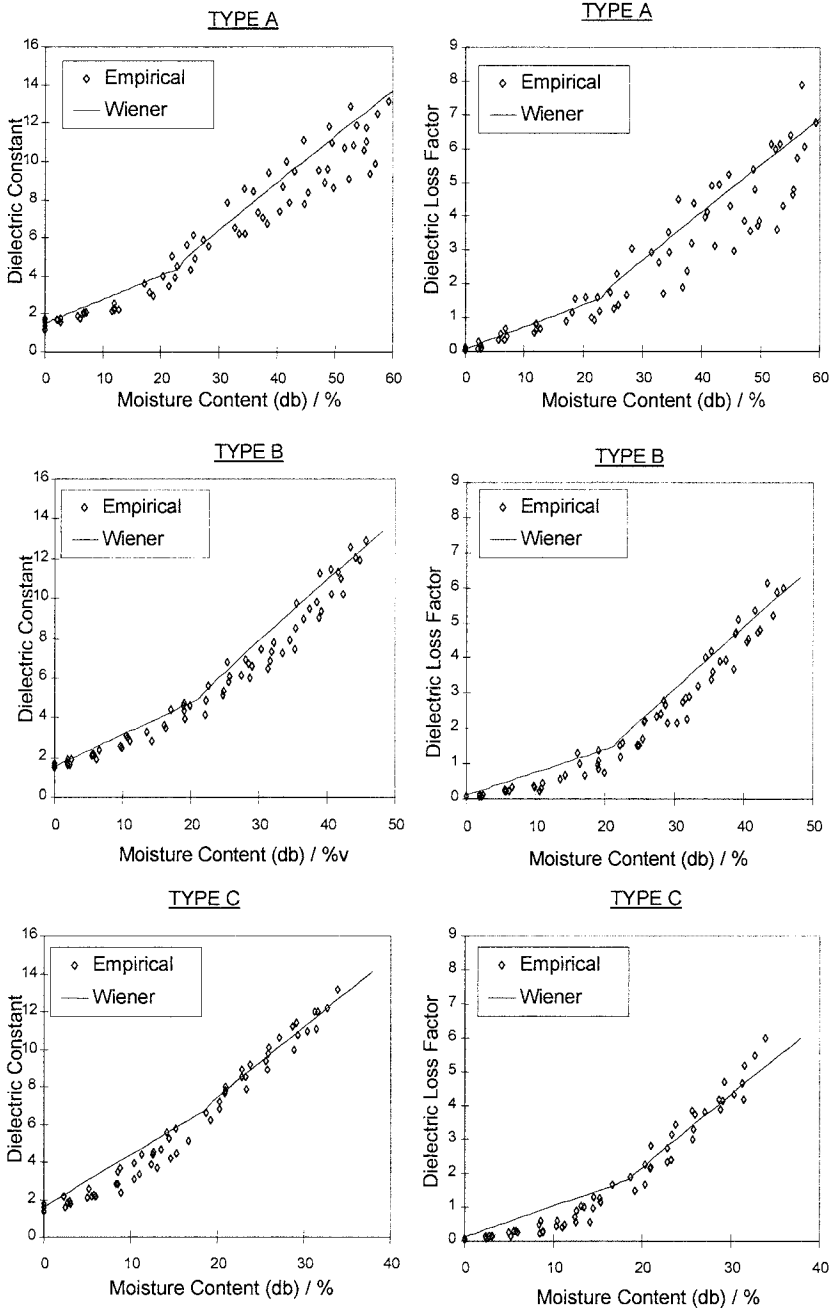 TYPE A
16
14
12
10
8
6
4
2
0
Dielectric Constant
Empirical
Wiener
0 10 20 30 40 50 60
Moisture Content (db) / %
TYPE A
9
8
7
6
5
4
3
2
1
0
Dielectric Loss Factor
Empirical
Wiener
0 10 20 30 40 50 60
Moisture Content (db) / %
TYPE B
16
14
12
10
8
6
4
2
0
Dielectric Constant
Empirical
Wiener
0 10 20 30 40 50
Moisture Content (db) / %v
TYPE B
9
8
7
6
5
4
3
2
1
0
Dielectric Loss Factor
Empirical
Wiener
0 10 20 30 40 50
Moisture Content (db) / %
TYPE C
16
14
12
10
8
6
4
2
0
Dielectric Constant
Empirical
Wiener
0 10 20 30 40
Moisture Content (db) / %
TYPE C
9
8
7
6
5
4
3
2
1
0
Dielectric Loss Factor
Empirical
Wiener
0 10 20 30 40
Moisture Content (db) / %